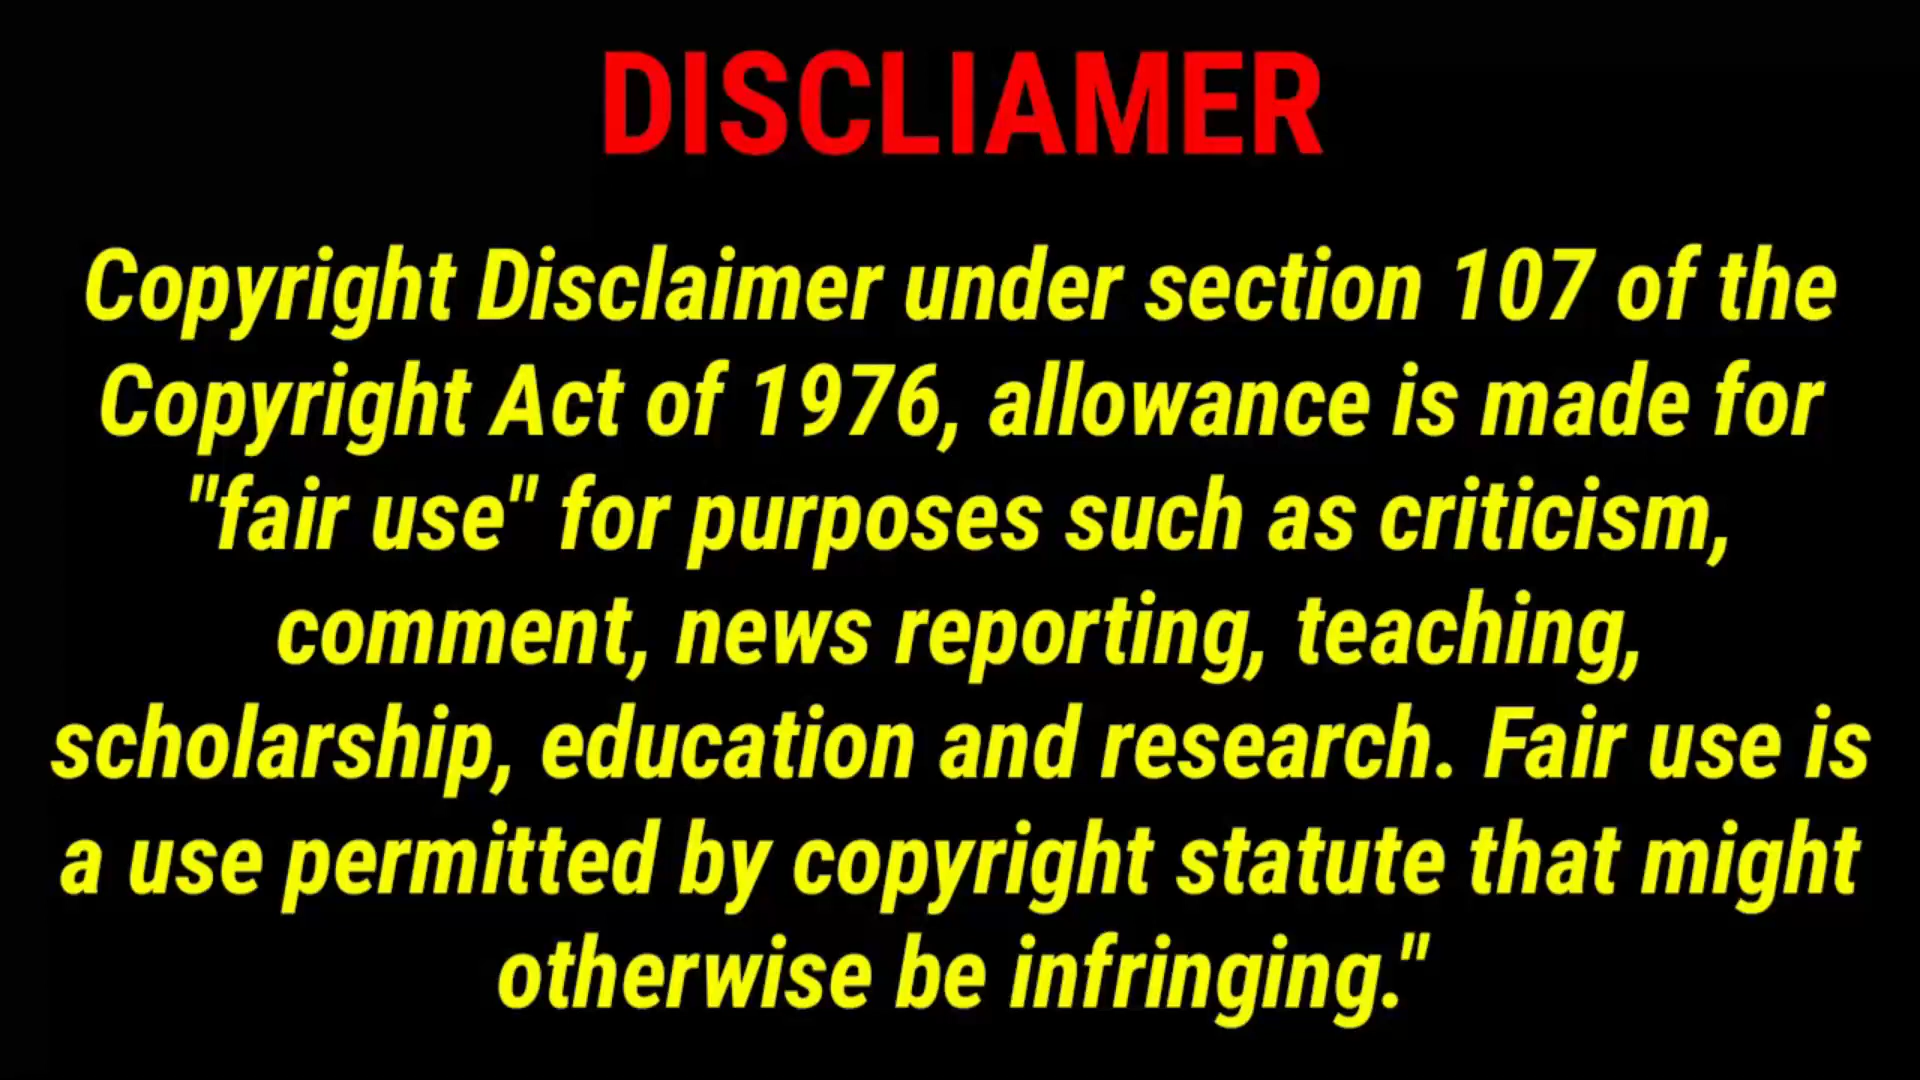 DISCLIAMER
Copyright Disclaimer under section 107 of the
Copyright Act of 1976, allowance is made for
"fair use" for purposes such as criticism,
comment, news reporting, teaching,
scholarship, education and research. Fair use is
a use permitted by copyright statute that might
otherwise be infringing."